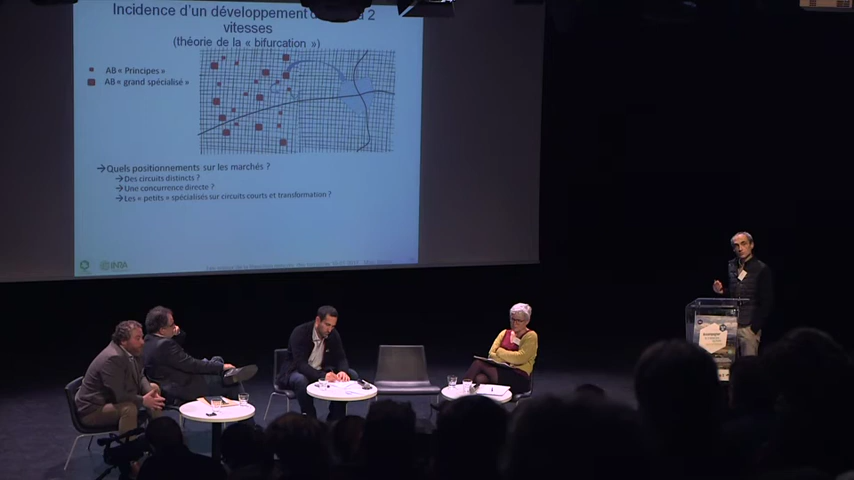 Incidence d'un développement 2
vitesses
(théorie de la « bifurcation »)
AB « Principes »
AB « grand spécialisé »
→Quels positionnements sur les marchés ?
→Des circuits distincts ?
→Une concurrence directe ?
→Les « petits » spécialisés sur circuits courts et transformation ?